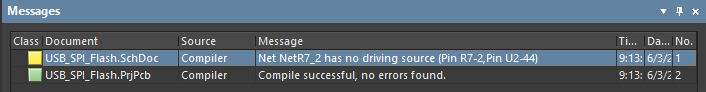 Messages
Class Document Source Message Ti... Da... No.
USB_SPI_Flash.SchDoc Compiler Net NetR7_2 has no driving source (Pin R7-2,Pin U2-44) 9:13: 6/3/2 1
USB_SPI_Flash.PrjPcb Compiler Compile successful, no errors found. 9:13: 6/3/2 2